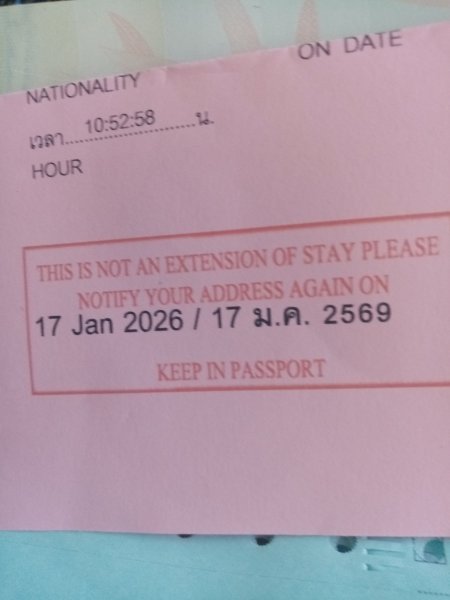 NATIONALITY ON DATE
เวลา....10:52:58.......น.
HOUR
THIS IS NOT AN EXTENSION OF STAY PLEASE
NOTIFY YOUR ADDRESS AGAIN ON
17 Jan 2026 / 17 ม.ค. 2569
KEEP IN PASSPORT